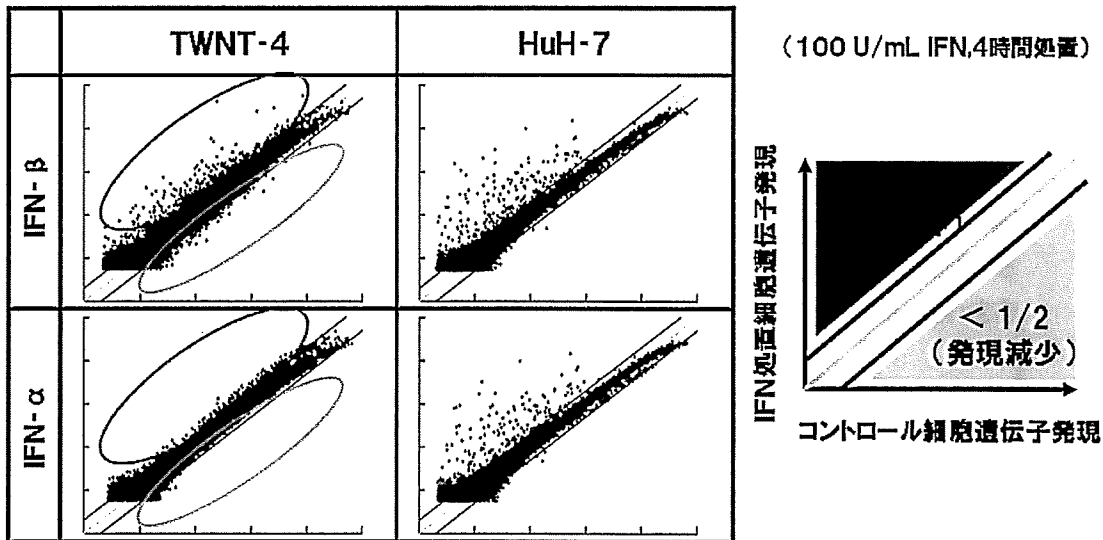 TWNT-4
HuH-7
(100 U/mL IFN,4時間処置)
IFN-β
IFN-α
IFN処置細胞遺伝子発現
< 1/2
(発現減少)
コントロール細胞遺伝子発現